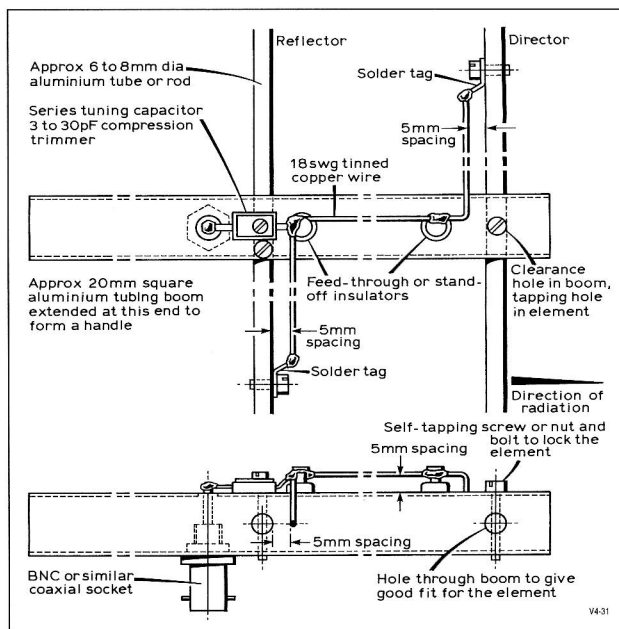 Reflector
Director
Approx 6 to 8mm dia
aluminium tube or rod
Solder tag
Series tuning capacitor
3 to 30pF compression
trimmer
5mm
spacing
18swg tinned
copper wire
Approx 20mm square
aluminium tubing boom
extended at this end to
form a handle
Feed-through or stand-
off insulators
Clearance
hole in boom,
tapping hole
in element
5mm
spacing
Solder tag
Direction of
radiation
Self-tapping screw or nut and
bolt to lock the
element
5mm spacing
5mm spacing
BNC or similar
coaxial socket
Hole through boom to give
good fit for the element
V4-31